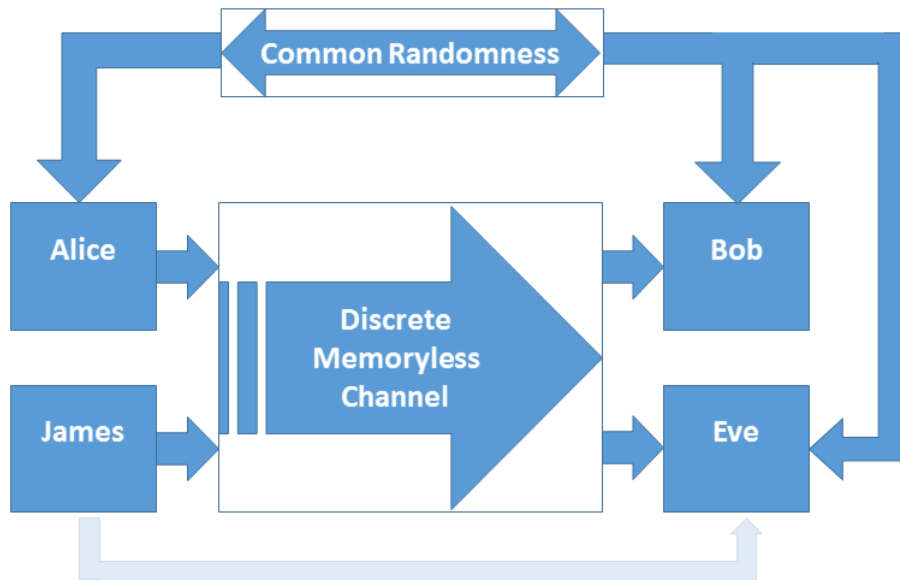 Common Randomness
Alice
Bob
Discrete
Memoryless
Channel
James
Eve